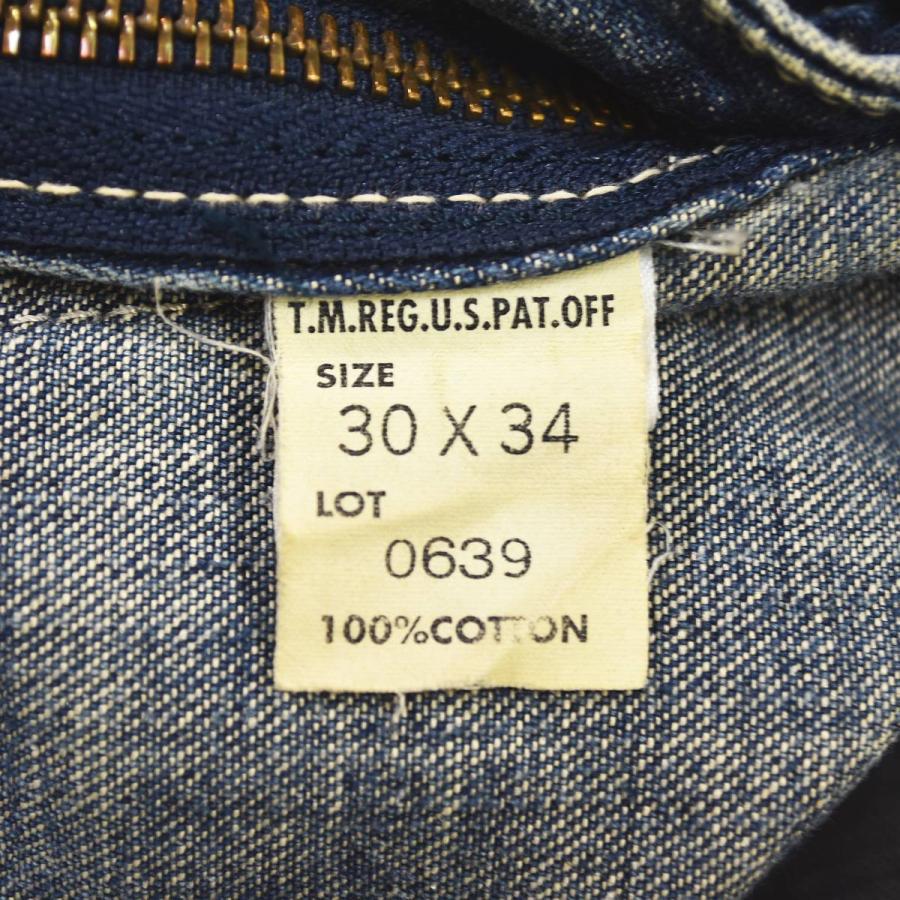 T.M.REG.U.S.PAT.OFF
SIZE
30 X 34
LOT
0639
100%COTTON